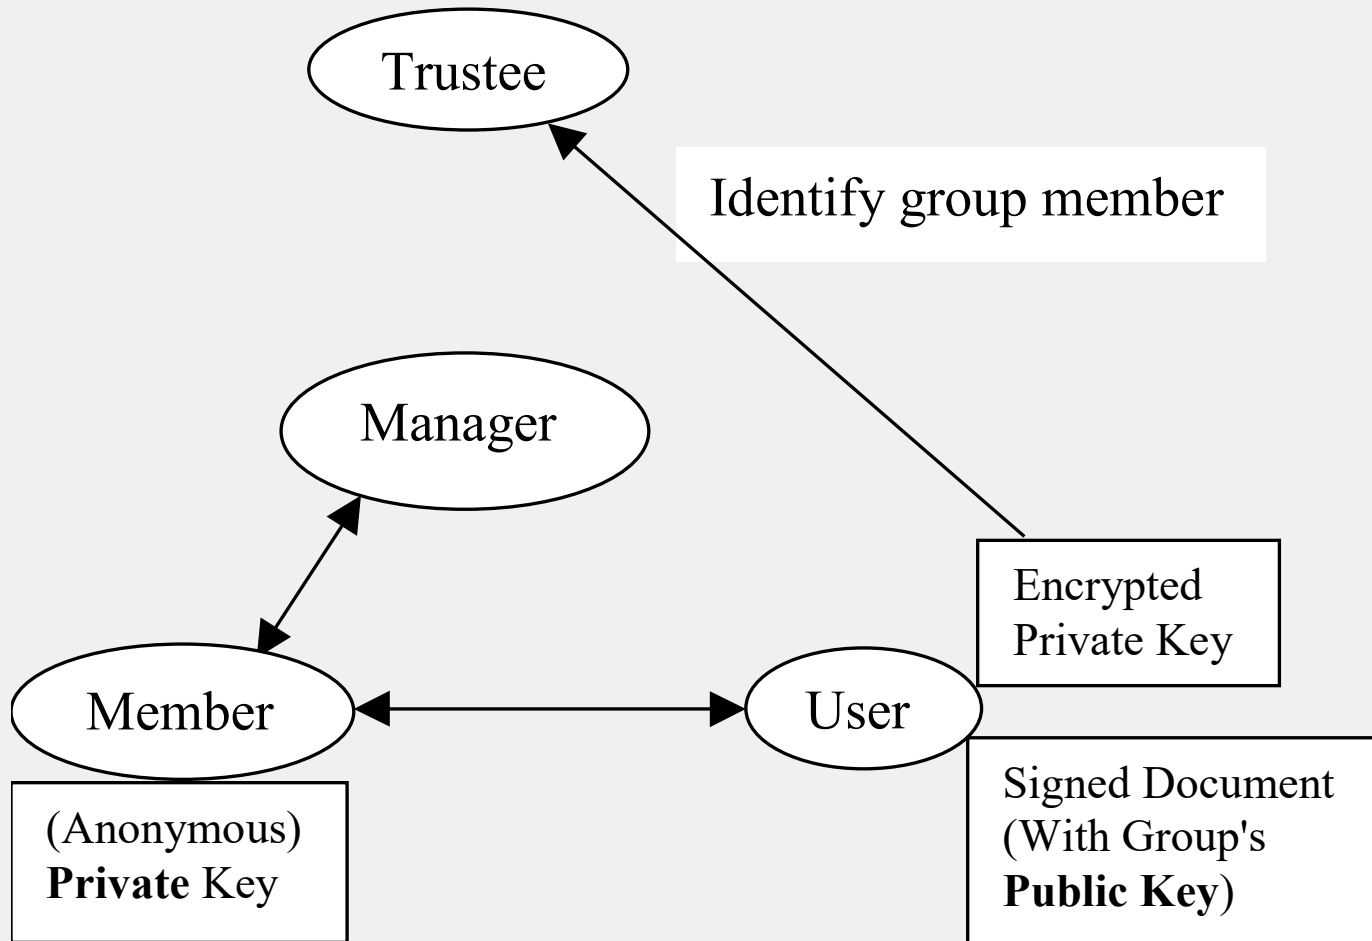 Trustee
Identify group member
Manager
Encrypted
Private Key
Member
User
(Anonymous)
Private Key
Signed Document
(With Group's
Public Key)